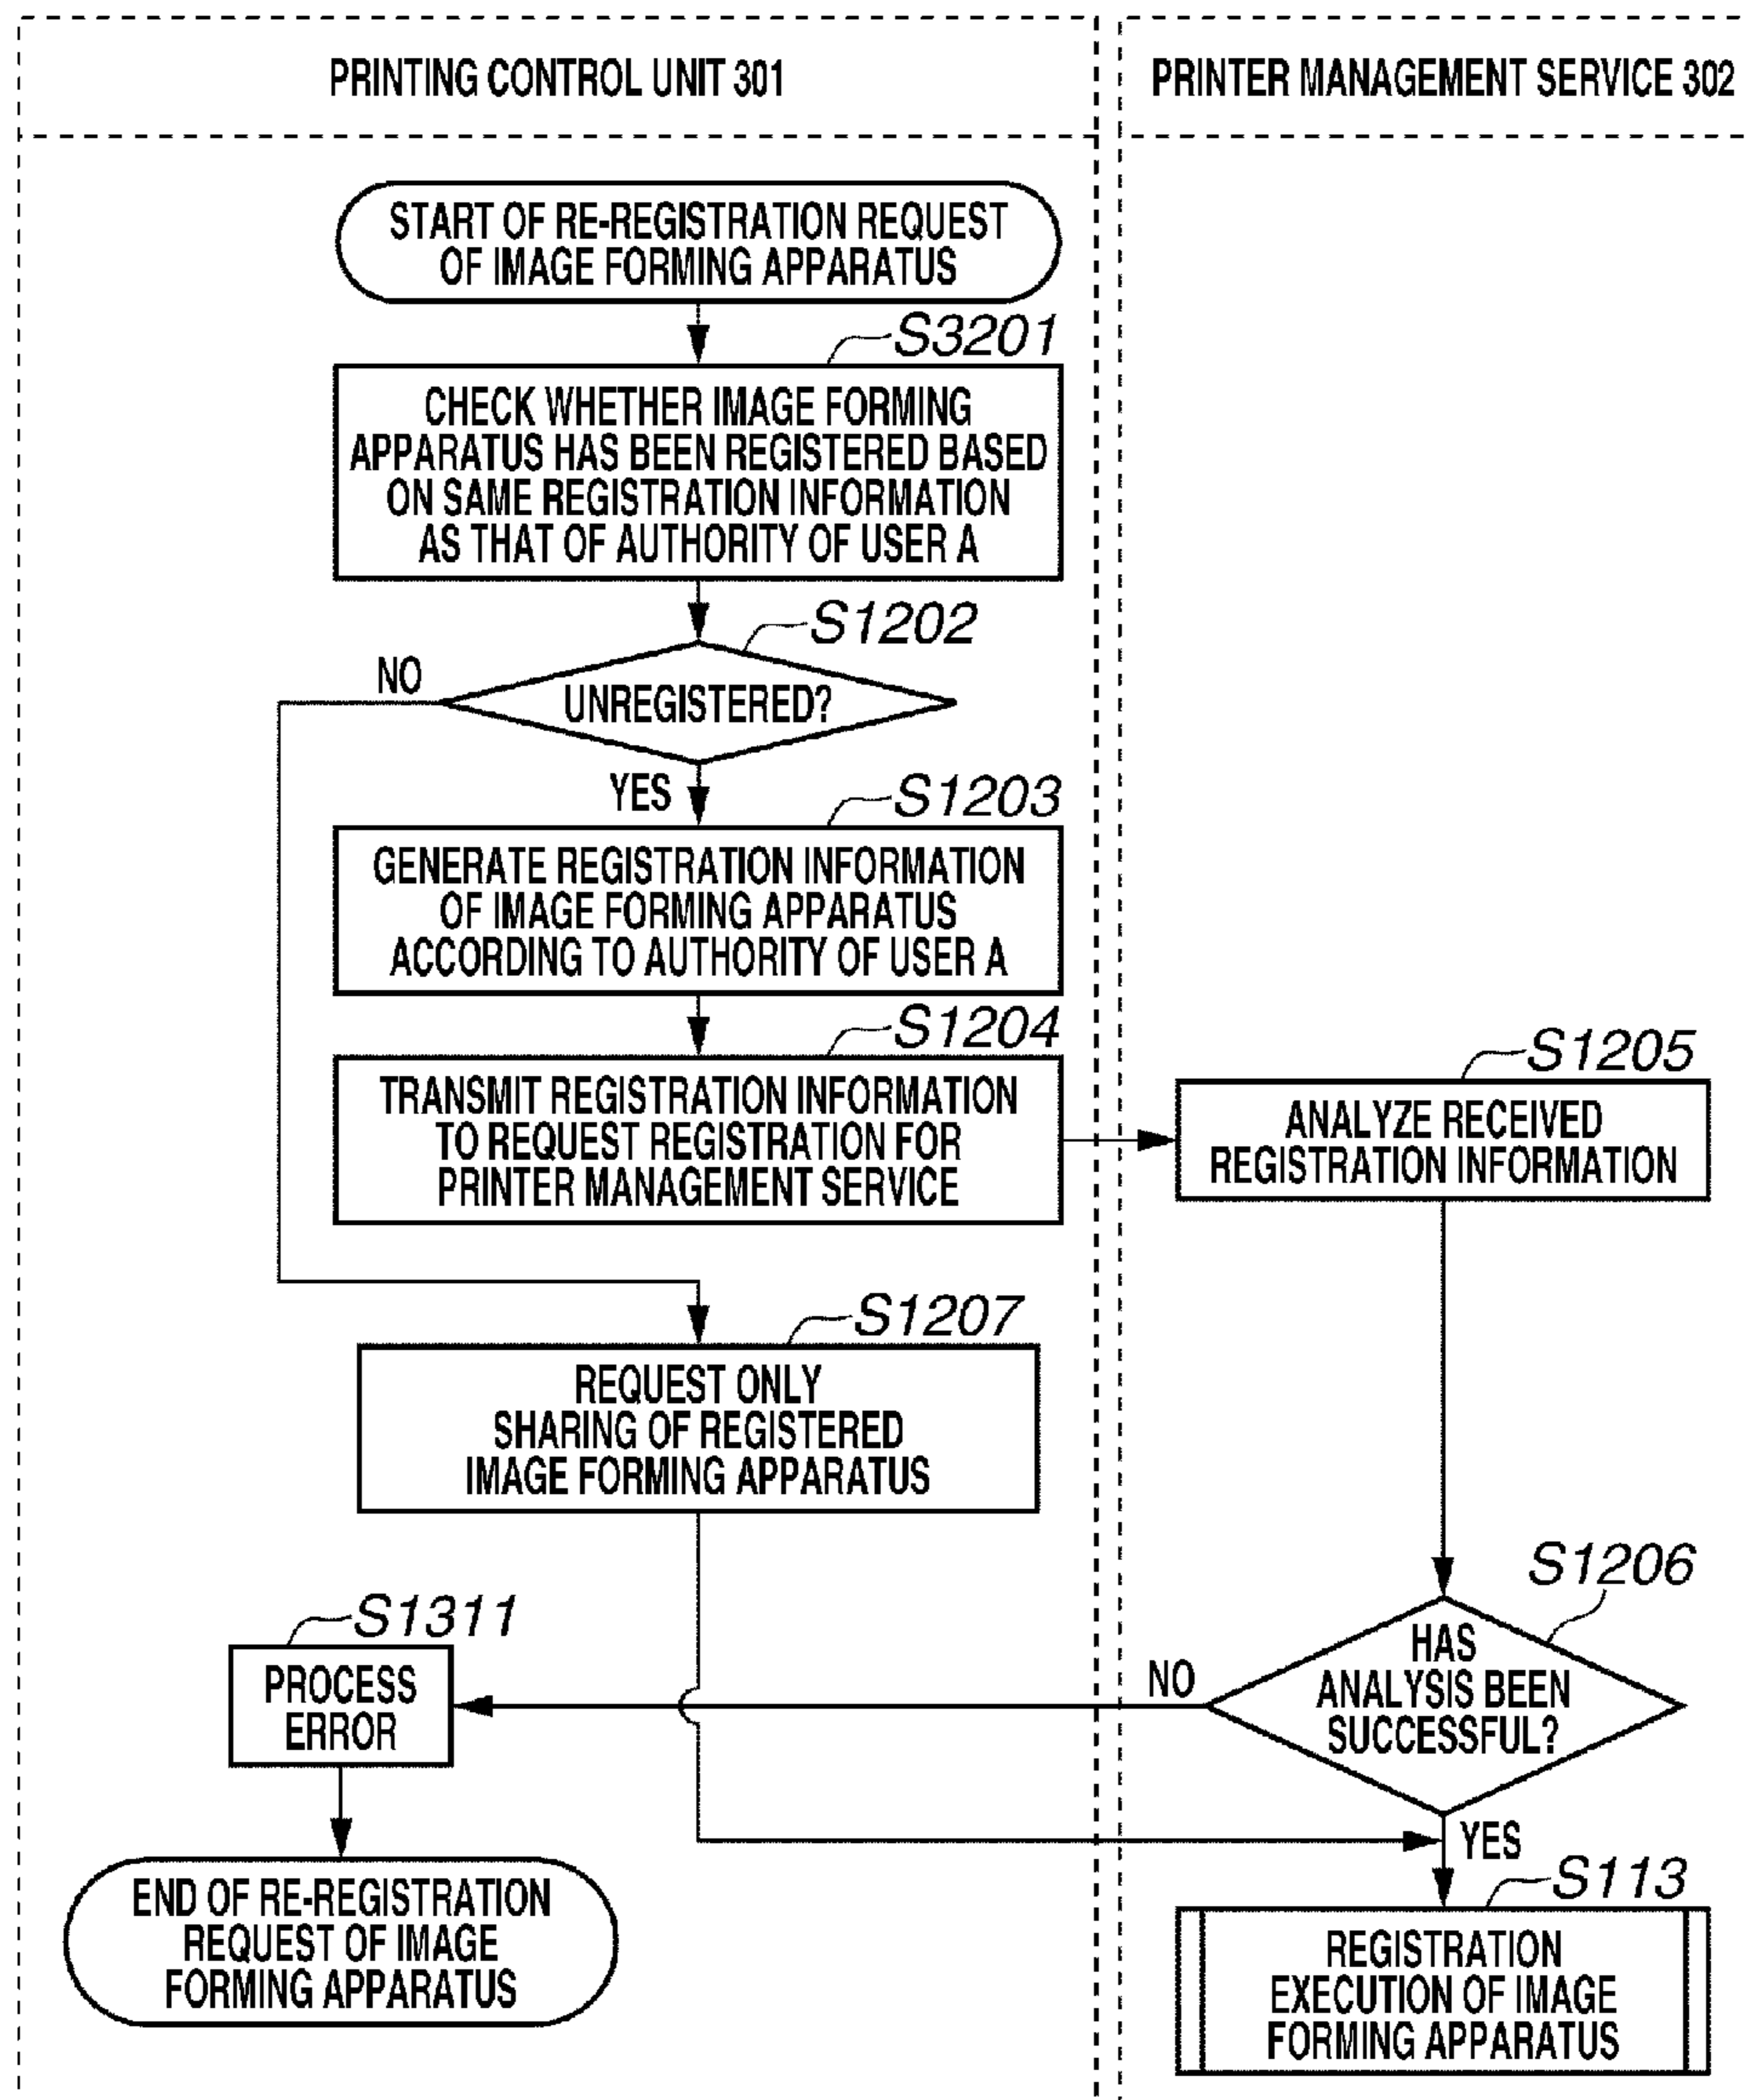 PRINTING CONTROL UNIT 301
PRINTER MANAGEMENT SERVICE 302
START OF RE-REGISTRATION REQUEST
OF IMAGE FORMING APPARATUS
S3201
CHECK WHETHER IMAGE FORMING
APPARATUS HAS BEEN REGISTERED BASED
ON SAME REGISTRATION INFORMATION
AS THAT OF AUTHORITY OF USER A
S1202
NO
UNREGISTERED?
YES
S1203
GENERATE REGISTRATION INFORMATION
OF IMAGE FORMING APPARATUS
ACCORDING TO AUTHORITY OF USER A
S1204
TRANSMIT REGISTRATION INFORMATION
TO REQUEST REGISTRATION FOR
PRINTER MANAGEMENT SERVICE
S1205
ANALYZE RECEIVED
REGISTRATION INFORMATION
S1207
REQUEST ONLY
SHARING OF REGISTERED
IMAGE FORMING APPARATUS
S1206
HAS
ANALYSIS BEEN
SUCCESSFUL?
NO
YES
S1311
PROCESS
ERROR
END OF RE-REGISTRATION
REQUEST OF IMAGE
FORMING APPARATUS
S113
REGISTRATION
EXECUTION OF IMAGE
FORMING APPARATUS